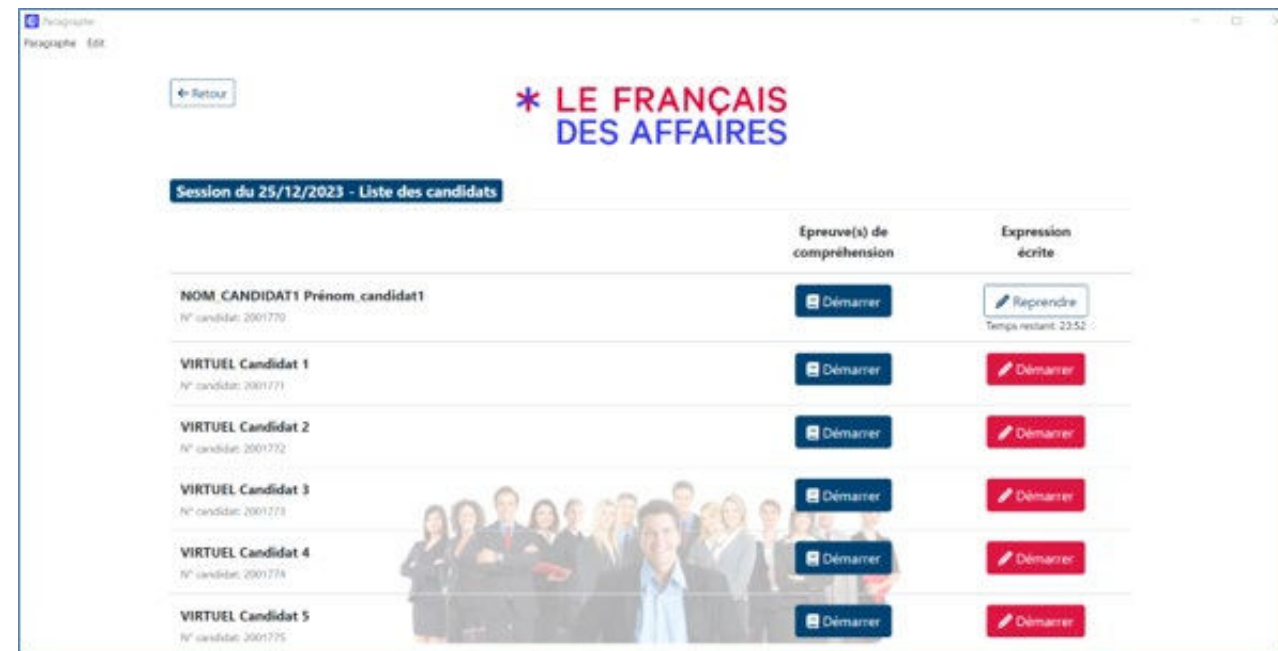 Paragraphe
Paragraphe Edit
← Retour
* LE FRANÇAIS
DES AFFAIRES
Session du 25/12/2023 - Liste des candidats
Epreuve(s) de
compréhension
Expression
écrite
NOM_CANDIDAT1 Prénom_candidat1
Démarrer
Reprendre
N° candidat: 2001770
Temps restant: 23:52
VIRTUEL Candidat 1
Démarrer
Démarrer
N° candidat: 2001771
VIRTUEL Candidat 2
Démarrer
Démarrer
N° candidat: 2001772
VIRTUEL Candidat 3
Démarrer
Démarrer
N° candidat: 2001773
VIRTUEL Candidat 4
Démarrer
Démarrer
N° candidat: 2001774
VIRTUEL Candidat 5
Démarrer
Démarrer
N° candidat: 2001775